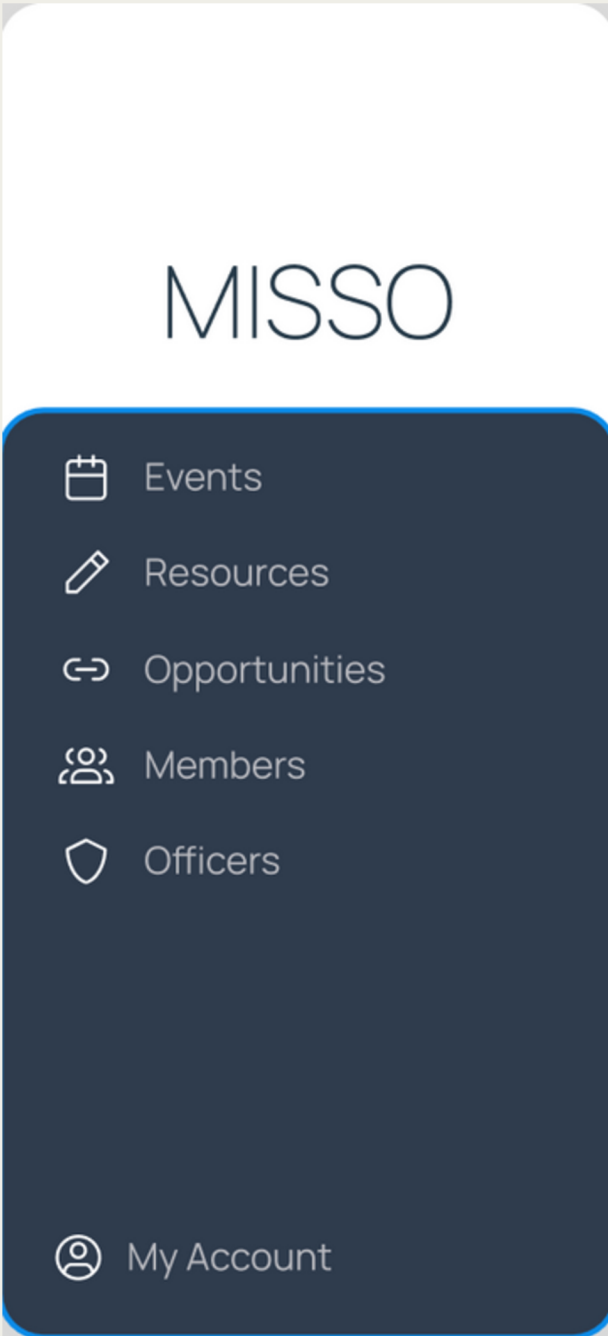 MISSO
Events
Resources
Opportunities
Members
Officers
My Account